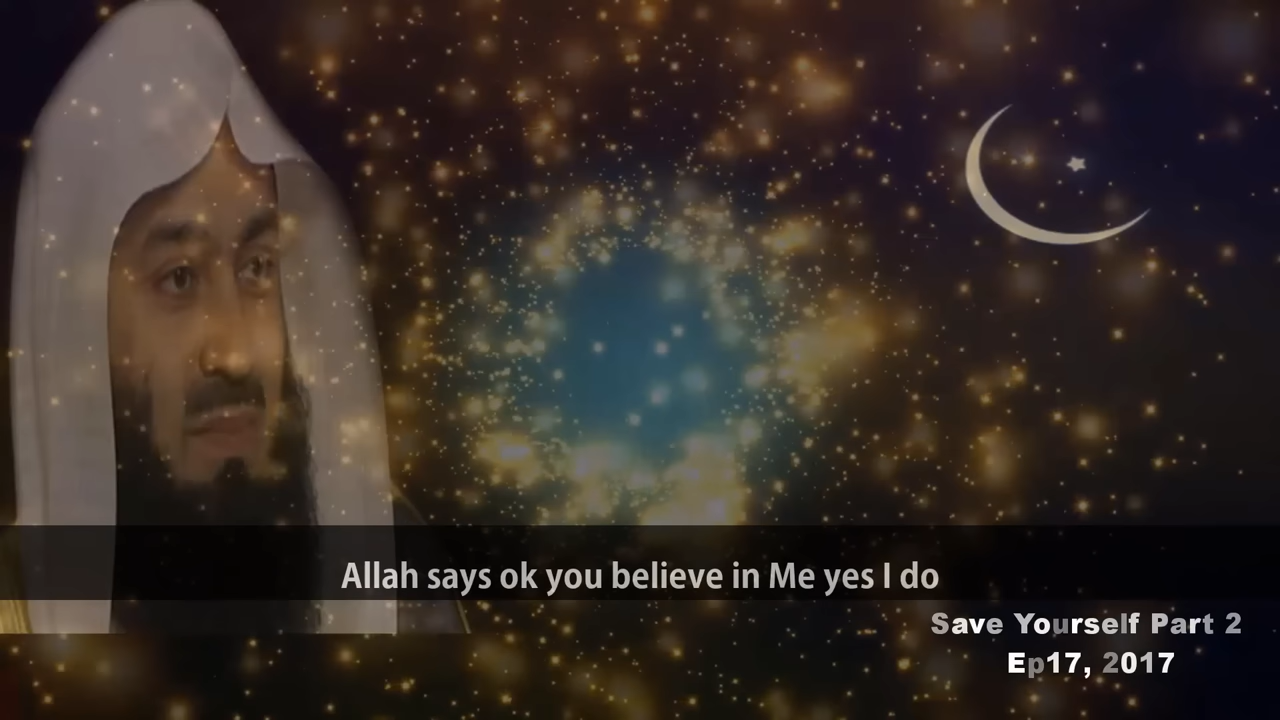 Allah says ok you believe in Me yes I do
Save Yourself Part 2
Ep17, 2017